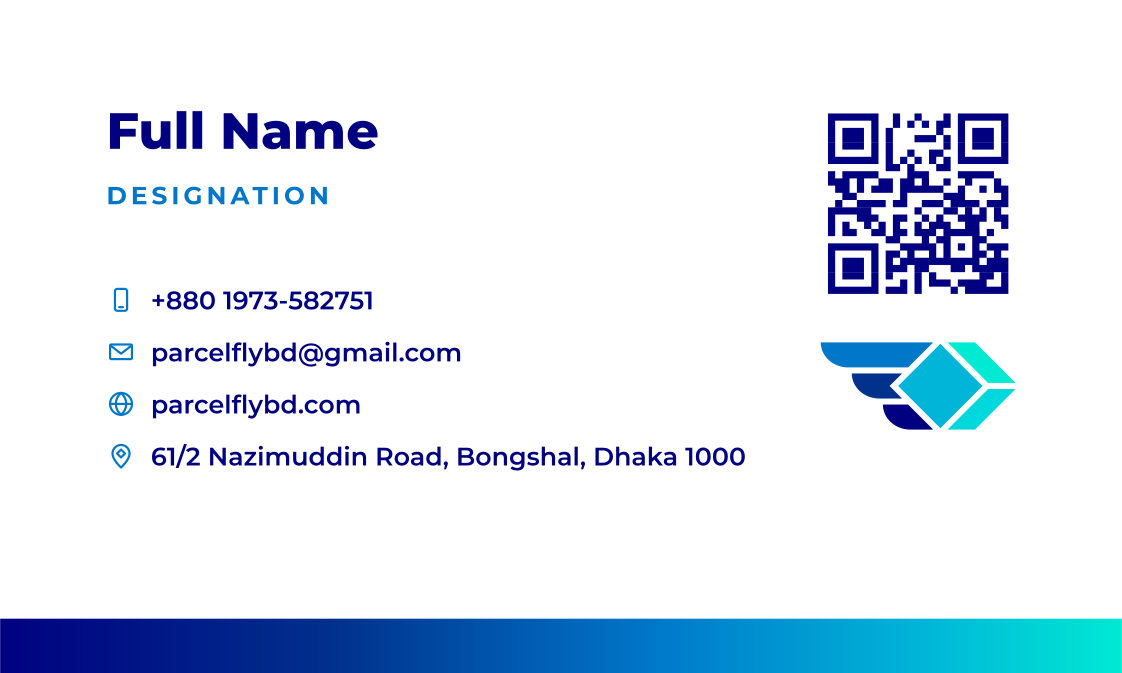 Full Name
DESIGNATION
+880 1973-582751
parcelflybd@gmail.com
parcelflybd.com
61/2 Nazimuddin Road, Bongshal, Dhaka 1000